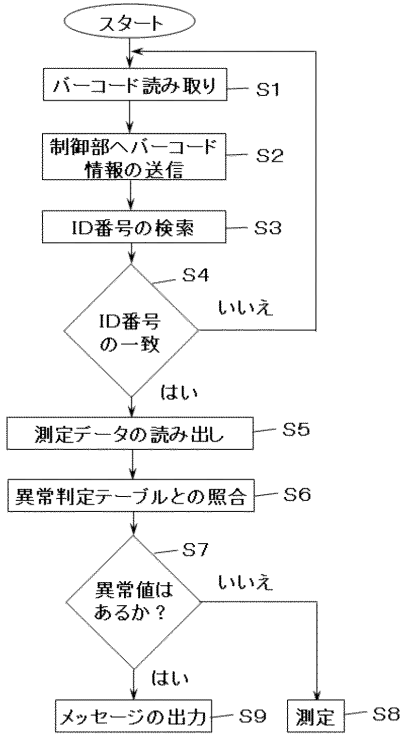 スタート
バーコード読み取り
S1
制御部へバーコード
情報の送信
S2
ID番号の検索
S3
S4
ID番号
の一致
いいえ
はい
測定データの読み出し
S5
異常判定テーブルとの照合
S6
S7
異常値は
あるか？
いいえ
はい
メッセージの出力
S9
測定
S8